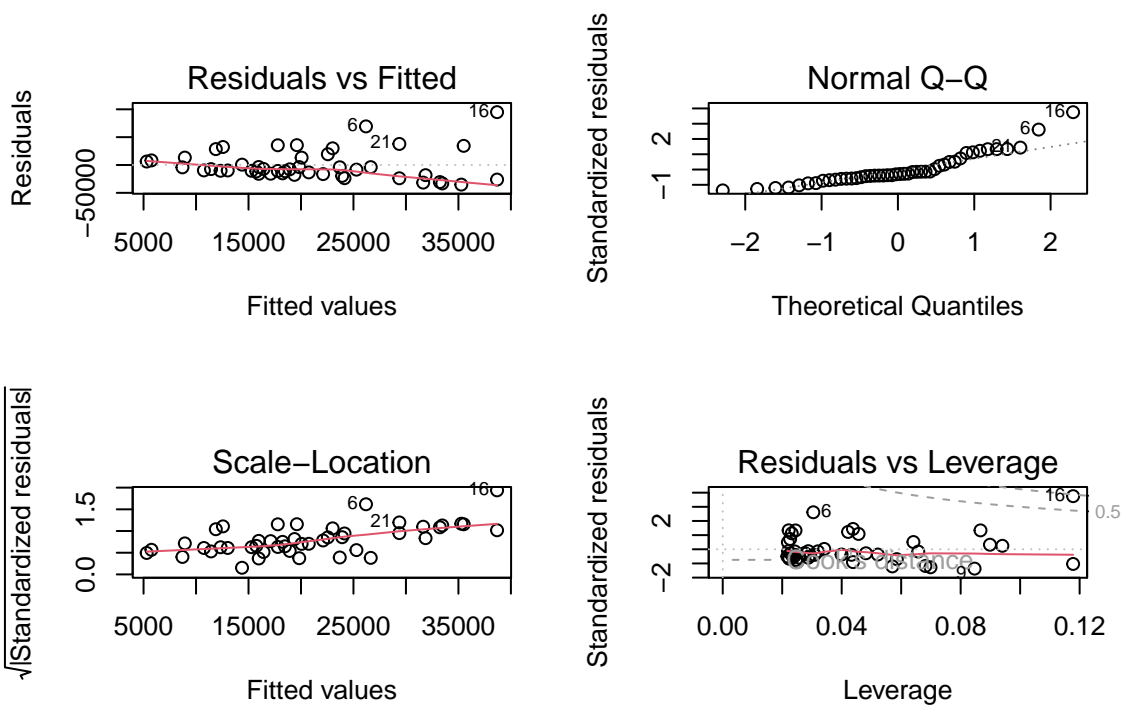 Residuals vs Fitted
Residuals
−50000
5000 15000 25000 35000
Fitted values
6
21
16
Normal Q−Q
Standardized residuals
−1 2
−2 −1 0 1 2
Theoretical Quantiles
6
16
Scale−Location
√|Standardized residuals|
0.0 1.5
5000 15000 25000 35000
Fitted values
6
21
16
Residuals vs Leverage
Standardized residuals
−2 2
0.00 0.04 0.08 0.12
Leverage
Cook's distance
0.5
6
9
16